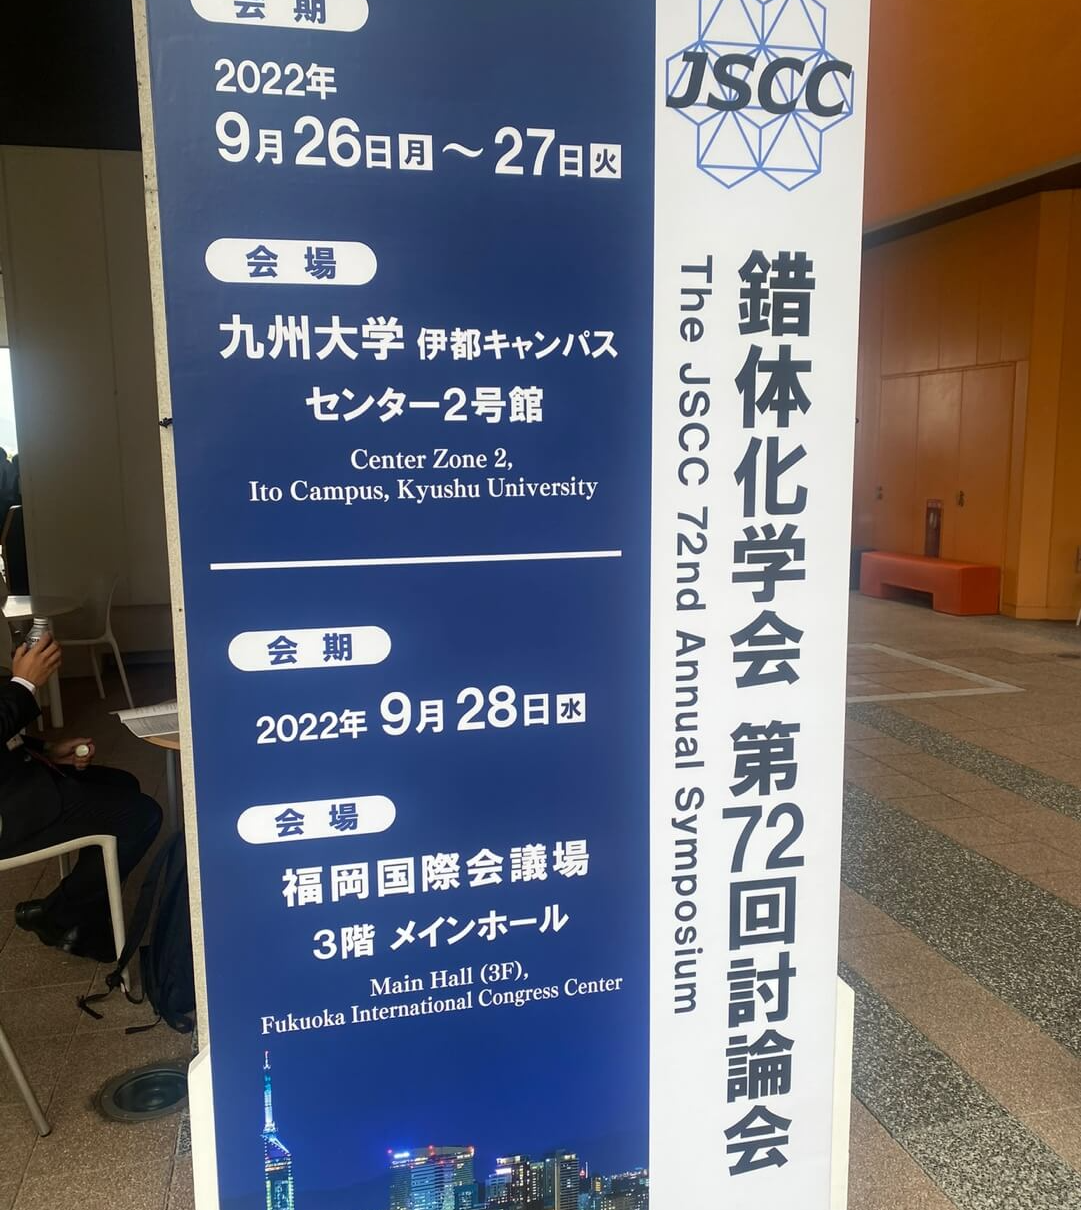 会期
2022年
9月26日月～27日火
会場
九州大学 伊都キャンパス
センター2号館
Center Zone 2,
Ito Campus, Kyushu University
会期
2022年 9月28日水
会場
福岡国際会議場
3階 メインホール
Main Hall (3F),
Fukuoka International Congress Center
JSCC
錯体化学会 第72回討論会
The JSCC 72nd Annual Symposium